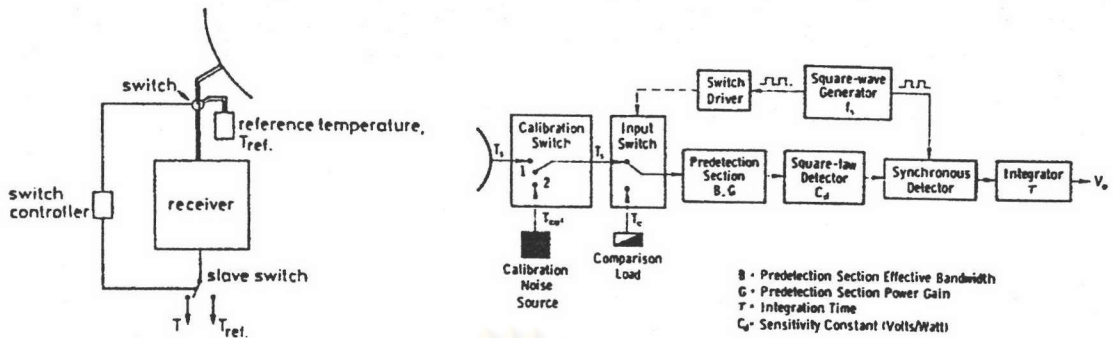 switch
reference temperature,
Tref.
switch
controller
receiver
slave switch
T
Tref.
Switch
Driver
Square-wave
Generator
fs
Calibration
Switch
Input
Switch
Ts
1
2
Ts
Predetection
Section
B, G
Square-law
Detector
Cd
Synchronous
Detector
Integrator
τ
Vo
Tc
Calibration
Noise
Source
Comparison
Load
B - Predetection Section Effective Bandwidth
G - Predetection Section Power Gain
τ - Integration Time
Cd - Sensitivity Constant (Volts/Watt)